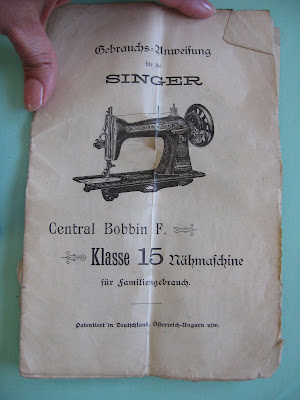 Gebrauchs-Anweisung
für die
SINGER
Central Bobbin F.
Klasse 15 Nähmaschine
für Familiengebrauch.
Patentiert in Deutschland, Österreich-Ungarn usw.